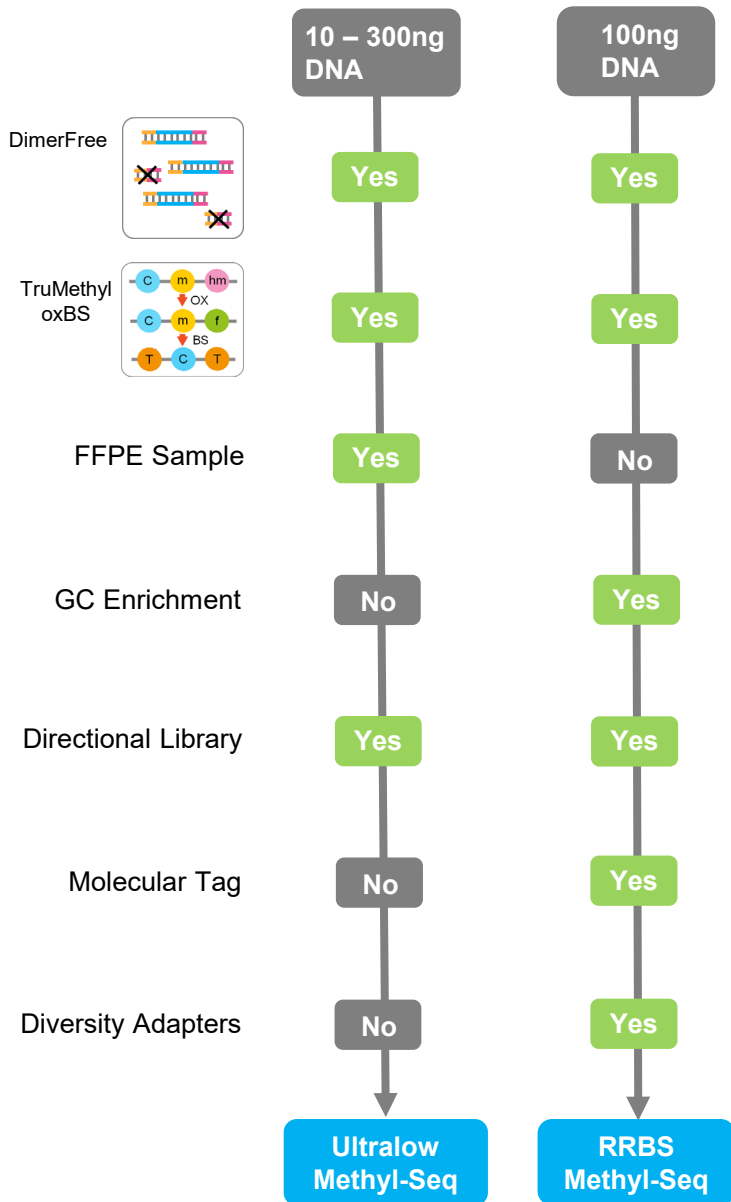 10 – 300ng
DNA
100ng
DNA
DimerFree
Yes
Yes
TruMethyl
oxBS
C m hm
OX
C m f
BS
T C T
Yes
Yes
FFPE Sample
Yes
No
GC Enrichment
No
Yes
Directional Library
Yes
Yes
Molecular Tag
No
Yes
Diversity Adapters
No
Yes
Ultralow
Methyl-Seq
RRBS
Methyl-Seq